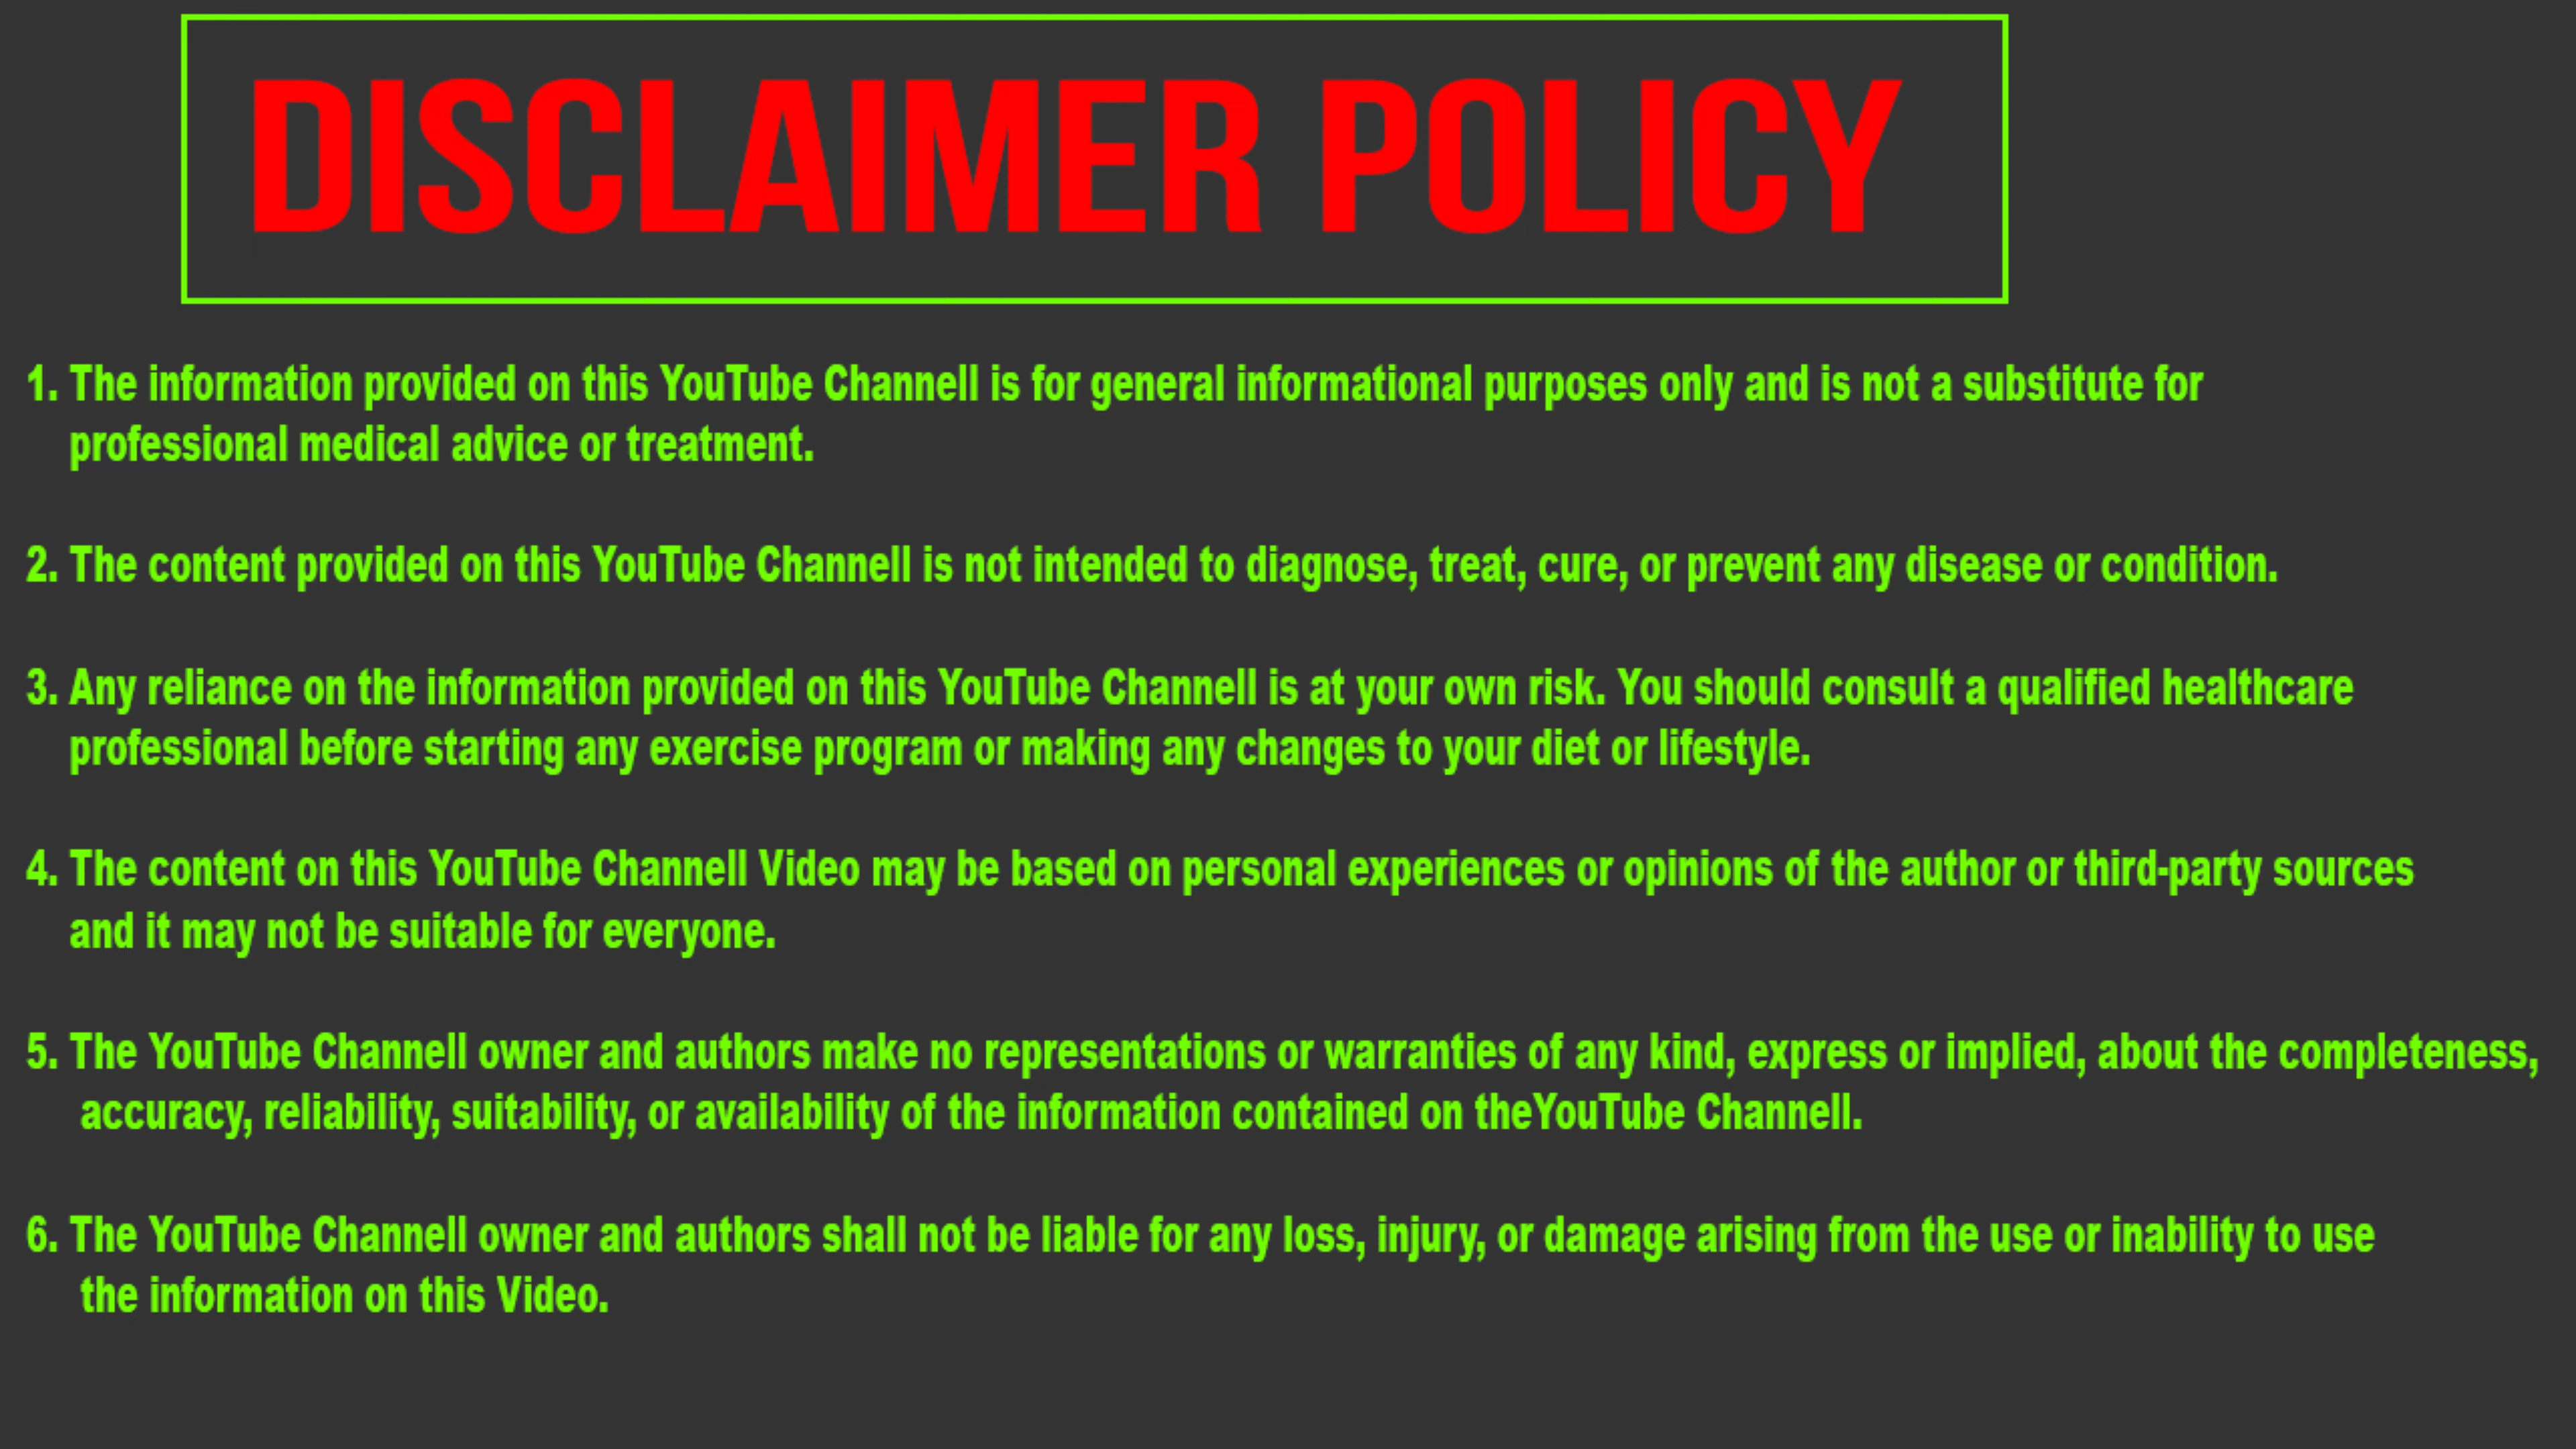 DISCLAIMER POLICY
1. The information provided on this YouTube Channell is for general informational purposes only and is not a substitute for
professional medical advice or treatment.
2. The content provided on this YouTube Channell is not intended to diagnose, treat, cure, or prevent any disease or condition.
3. Any reliance on the information provided on this YouTube Channell is at your own risk. You should consult a qualified healthcare
professional before starting any exercise program or making any changes to your diet or lifestyle.
4. The content on this YouTube Channell Video may be based on personal experiences or opinions of the author or third-party sources
and it may not be suitable for everyone.
5. The YouTube Channell owner and authors make no representations or warranties of any kind, express or implied, about the completeness,
accuracy, reliability, suitability, or availability of the information contained on theYouTube Channell.
6. The YouTube Channell owner and authors shall not be liable for any loss, injury, or damage arising from the use or inability to use
the information on this Video.